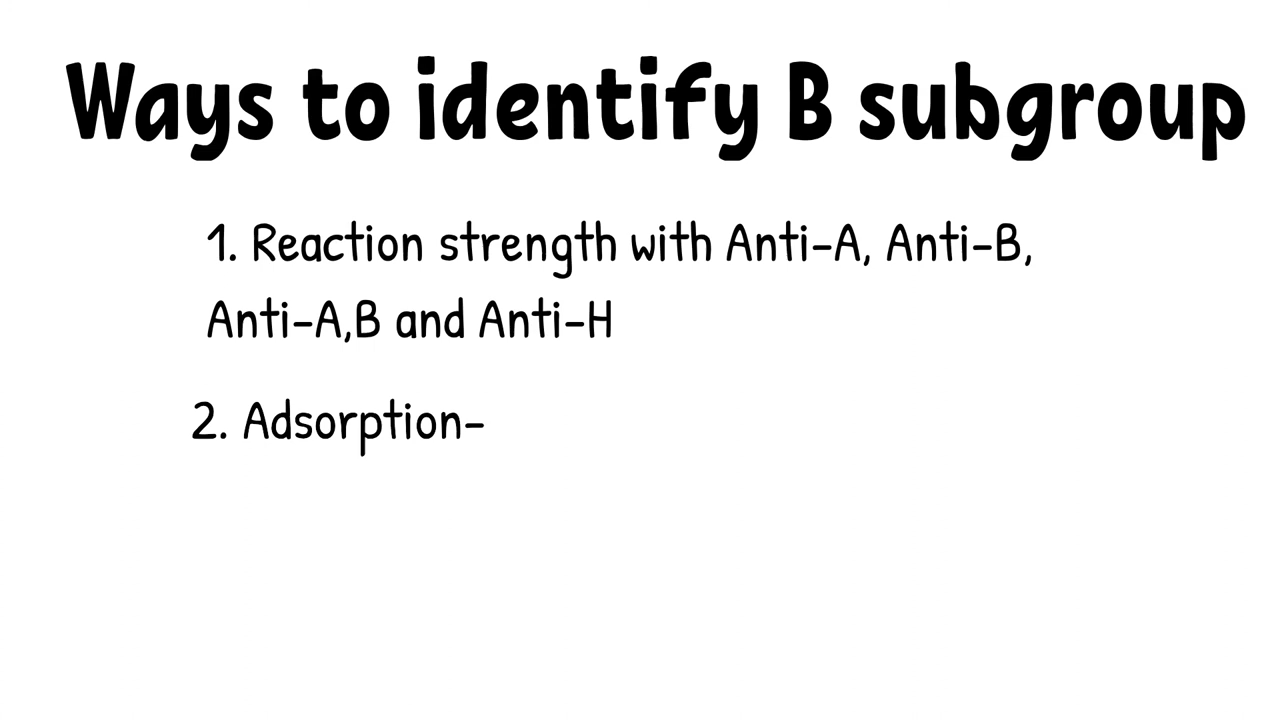 Ways to identify B subgroup
1. Reaction strength with Anti-A, Anti-B,
Anti-A,B and Anti-H
2. Adsorption-